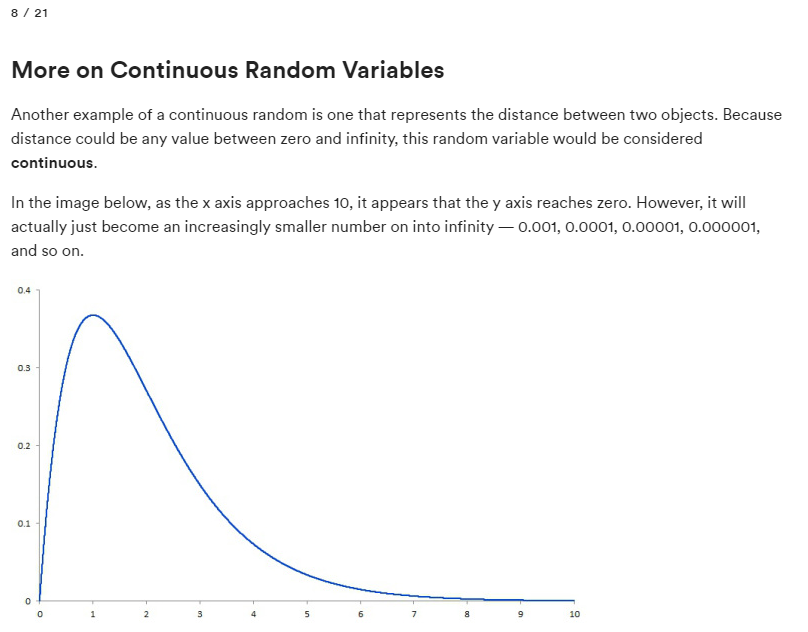 8 / 21
More on Continuous Random Variables
Another example of a continuous random is one that represents the distance between two objects. Because
distance could be any value between zero and infinity, this random variable would be considered
continuous.
In the image below, as the x axis approaches 10, it appears that the y axis reaches zero. However, it will
actually just become an increasingly smaller number on into infinity — 0.001, 0.0001, 0.00001, 0.000001,
and so on.
0.4
0.3
0.2
0.1
0
0 1 2 3 4 5 6 7 8 9 10